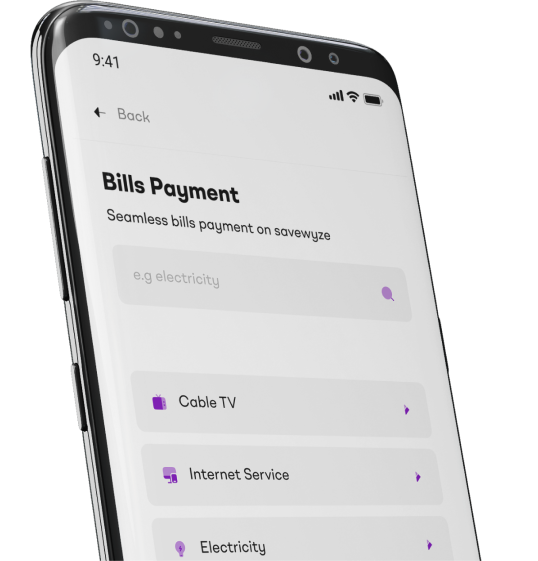 9:41
Back
Bills Payment
Seamless bills payment on savewyze
e.g electricity
Cable TV
Internet Service
Electricity